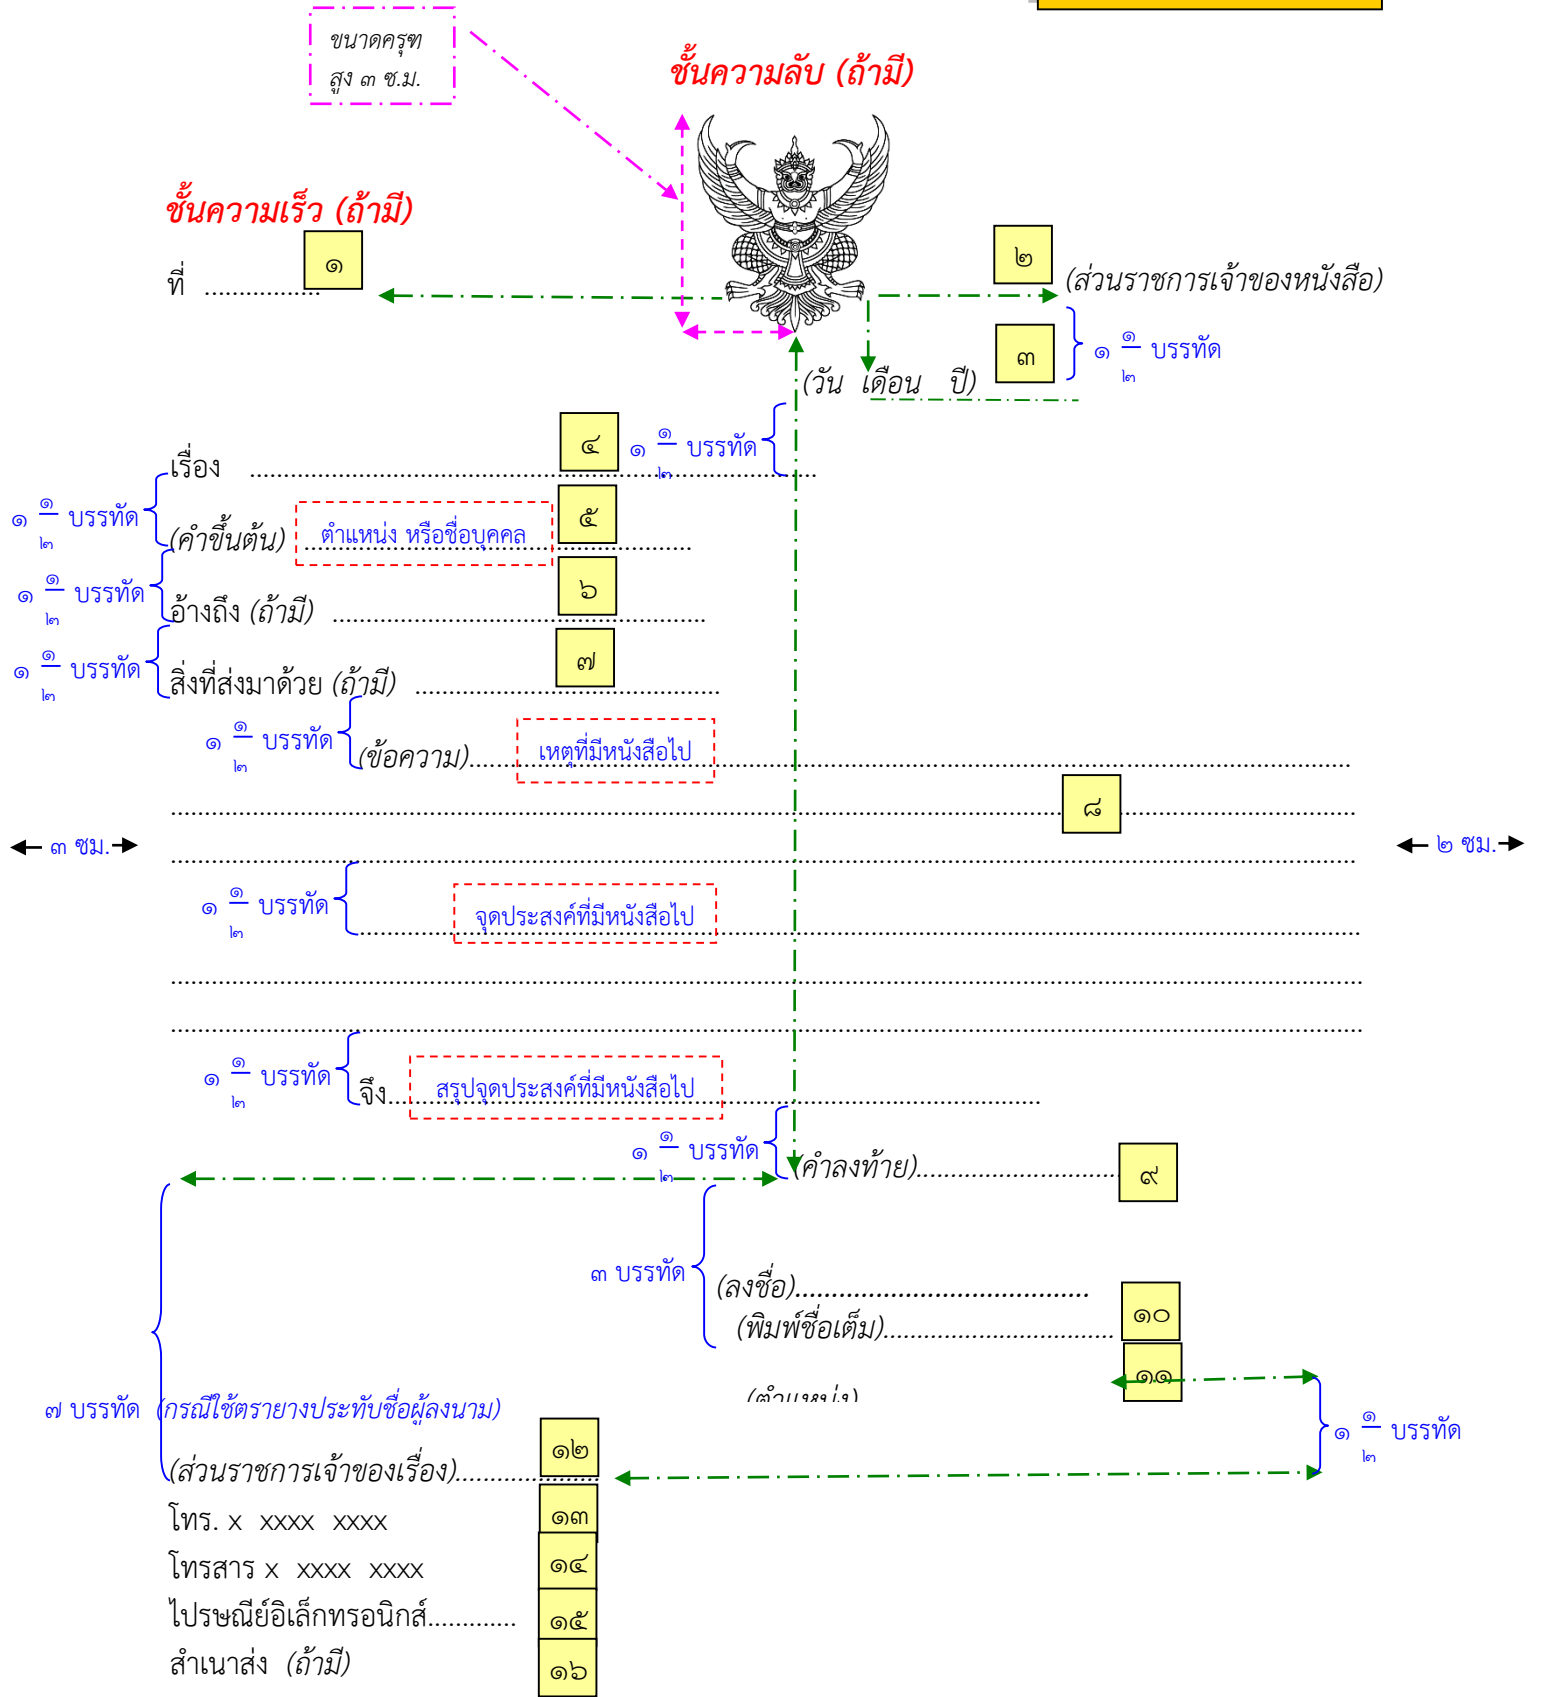 ขนาดครุฑ
สูง ๓ ซ.ม.
ชั้นความลับ (ถ้ามี)
ชั้นความเร็ว (ถ้ามี)
ที่ ................. ๑
๒ (ส่วนราชการเจ้าของหนังสือ)
๓ ๑ ๑/๒ บรรทัด
(วัน เดือน ปี)
๔ ๑ ๑/๒ บรรทัด
เรื่อง ....................................................................................
๑ ๑/๒ บรรทัด
(คำขึ้นต้น) ตำแหน่ง หรือชื่อบุคคล ๕
๑ ๑/๒ บรรทัด
อ้างถึง (ถ้ามี) ....................................................... ๖
๑ ๑/๒ บรรทัด
สิ่งที่ส่งมาด้วย (ถ้ามี) ............................................. ๗
๑ ๑/๒ บรรทัด
(ข้อความ) เหตุที่มีหนังสือไป
๘
๓ ซม. ๒ ซม.
๑ ๑/๒ บรรทัด
จุดประสงค์ที่มีหนังสือไป
๑ ๑/๒ บรรทัด
จึง สรุปจุดประสงค์ที่มีหนังสือไป
๑ ๑/๒ บรรทัด
(คำลงท้าย).............................. ๙
๓ บรรทัด
(ลงชื่อ)............................................
(พิมพ์ชื่อเต็ม).................................. ๑๐
๑๑
(ตำแหน่ง)
๗ บรรทัด (กรณีใช้ตรายางประทับชื่อผู้ลงนาม)
๑ ๑/๒ บรรทัด
(ส่วนราชการเจ้าของเรื่อง)..................... ๑๒
โทร. x xxxx xxxx ๑๓
โทรสาร x xxxx xxxx ๑๔
ไปรษณีย์อิเล็กทรอนิกส์............. ๑๕
สำเนาส่ง (ถ้ามี) ๑๖